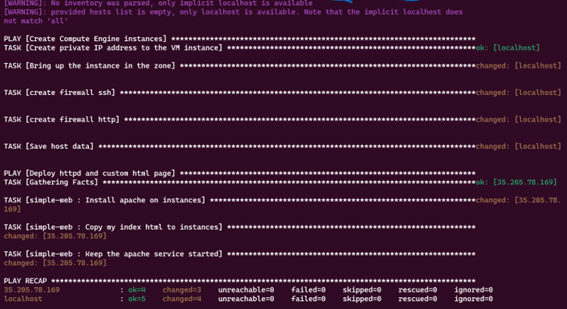 [WARNING]: No inventory was parsed, only implicit localhost is available
[WARNING]: provided hosts list is empty, only localhost is available. Note that the implicit localhost does
not match 'all'
PLAY [Create Compute Engine instances] **********************************************************************
TASK [Create private IP address to the VM instance] *********************************************************ok: [localhost]
TASK [Bring up the instance in the zone] ********************************************************************changed: [localhost]
TASK [create firewall ssh] **********************************************************************************changed: [localhost]
TASK [create firewall http] *********************************************************************************changed: [localhost]
TASK [Save host data] ***************************************************************************************changed: [localhost]
PLAY [Deploy httpd and custom html page] ********************************************************************
TASK [Gathering Facts] **************************************************************************************ok: [35.205.78.169]
TASK [simple-web : Install apache on instances] *************************************************************changed: [35.205.78.
169]
TASK [simple-web : Copy my index html to instances] *********************************************************
changed: [35.205.78.169]
TASK [simple-web : Keep the apache service started] *********************************************************
changed: [35.205.78.169]
PLAY RECAP **************************************************************************************************
35.205.78.169 : ok=4 changed=3 unreachable=0 failed=0 skipped=0 rescued=0 ignored=0
localhost : ok=5 changed=4 unreachable=0 failed=0 skipped=0 rescued=0 ignored=0